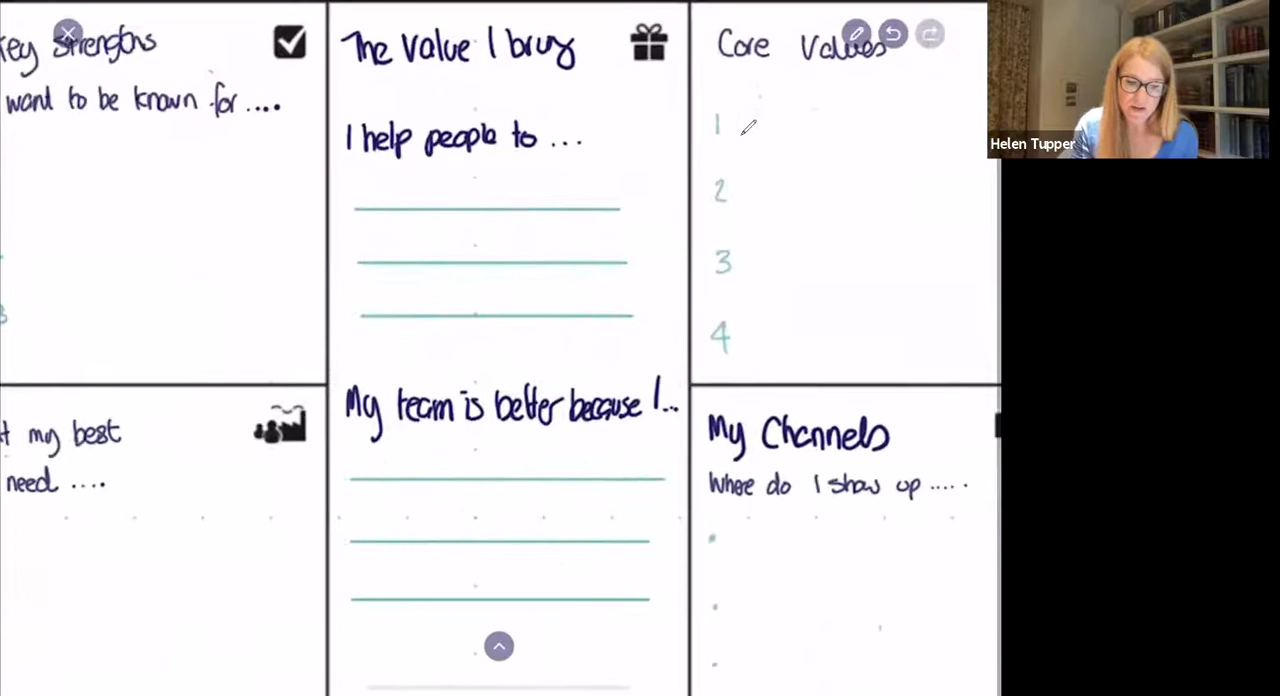 Key Strengths
want to be known for ....
3
The Value I bring
I help people to ...
My team is better because I...
Core Values
1
2
3
4
my best
need ....
My Channels
Where do I show up .....
Helen Tupper